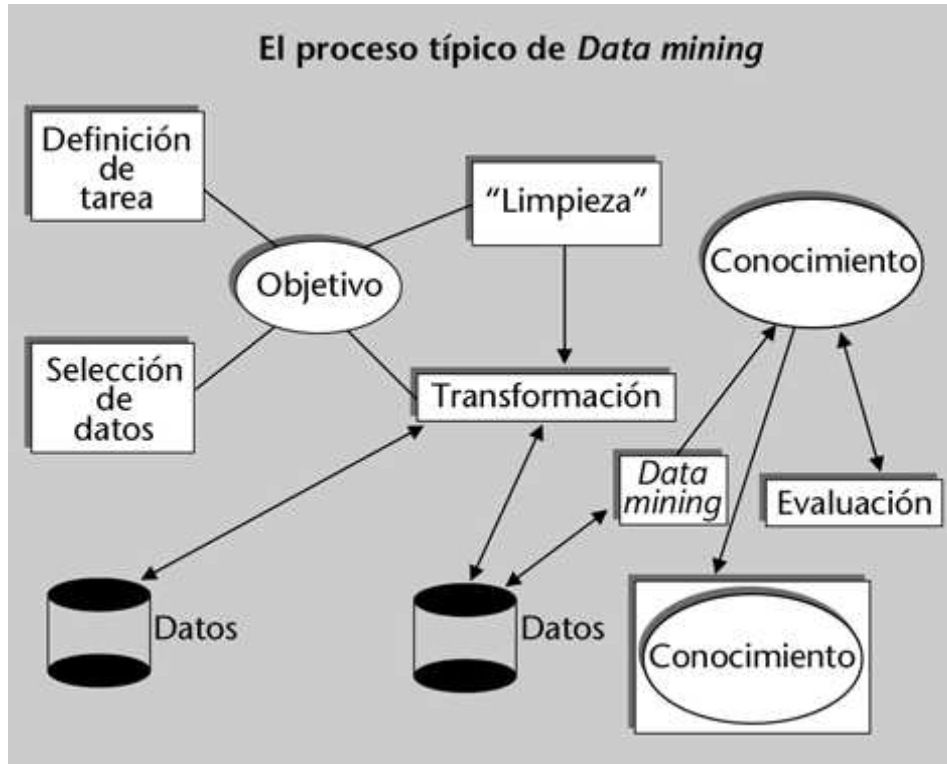 El proceso típico de Data mining
Definición
de
tarea
“Limpieza”
Conocimiento
Objetivo
Selección
de
datos
Transformación
Data
mining
Evaluación
Datos
Datos
Conocimiento